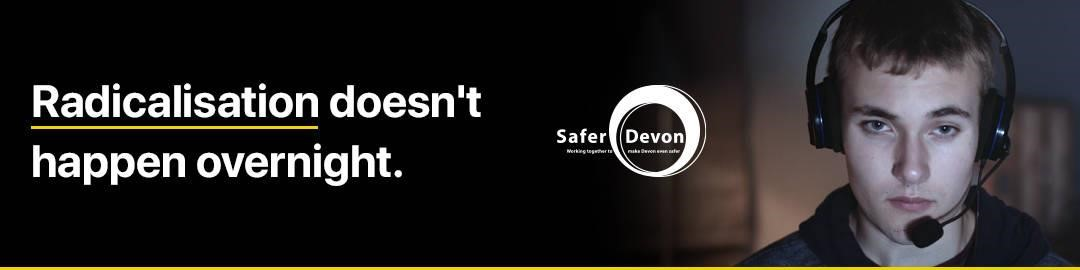 Radicalisation doesn't
happen overnight.
Safer Devon
Working together to make Devon even safer